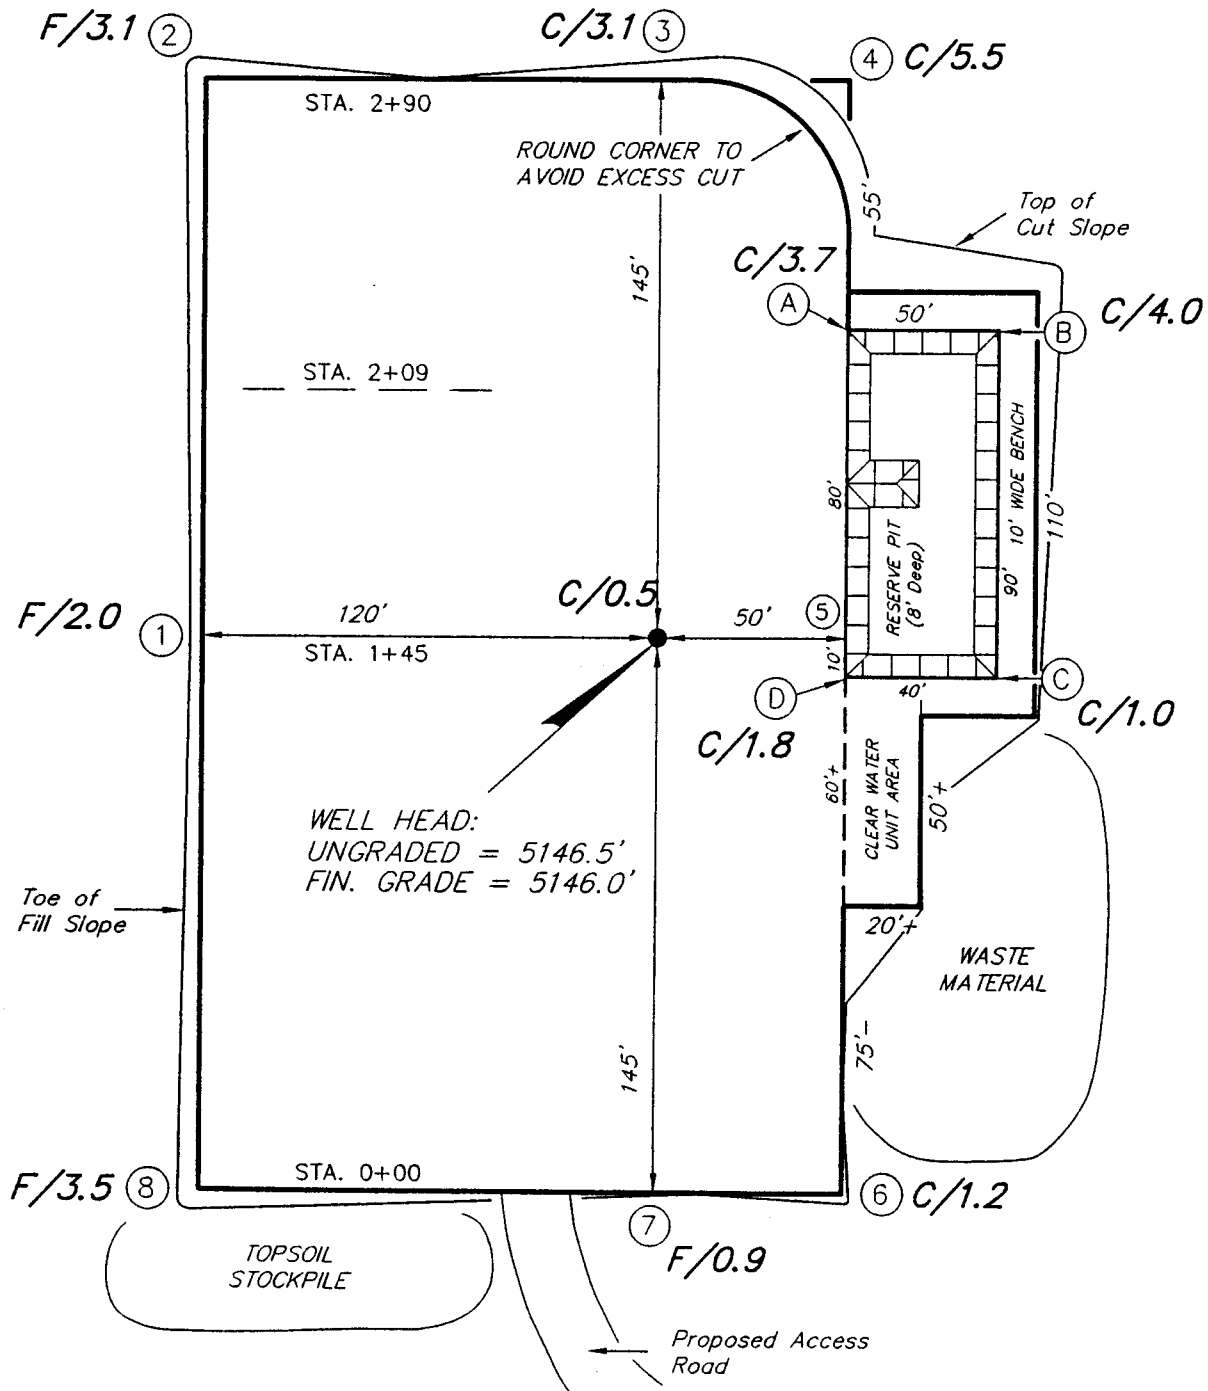 F/3.1 2
C/3.1 3
4 C/5.5
STA. 2+90
ROUND CORNER TO
AVOID EXCESS CUT
55'
Top of
Cut Slope
145'
C/3.7
A
50'
B
C/4.0
STA. 2+09
80'
RESERVE PIT
(8' Deep)
90'
10' WIDE BENCH
110'
F/2.0
1
120'
STA. 1+45
C/0.5
50'
5
10'
D
40'
C
C/1.0
C/1.8
60'+
CLEAR WATER
UNIT AREA
50'+
WELL HEAD:
UNGRADED = 5146.5'
FIN. GRADE = 5146.0'
Toe of
Fill Slope
20'+
WASTE
MATERIAL
145'
75'-
F/3.5 8
STA. 0+00
6 C/1.2
7
F/0.9
TOPSOIL
STOCKPILE
Proposed Access
Road